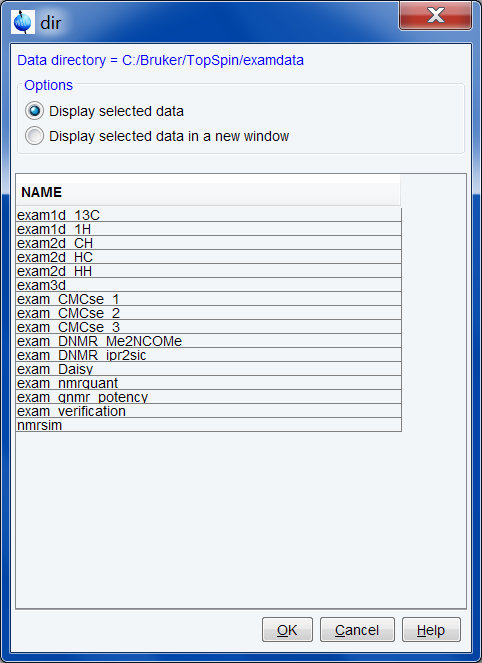 dir
Data directory = C:/Bruker/TopSpin/examdata
Options
Display selected data
Display selected data in a new window
NAME
exam1d_13C
exam1d_1H
exam2d_CH
exam2d_HC
exam2d_HH
exam3d
exam_CMCse_1
exam_CMCse_2
exam_CMCse_3
exam_DNMR_Me2NCOMe
exam_DNMR_ipr2sic
exam_Daisy
exam_nmrquant
exam_qnmr_potency
exam_verification
nmrsim
OK Cancel Help